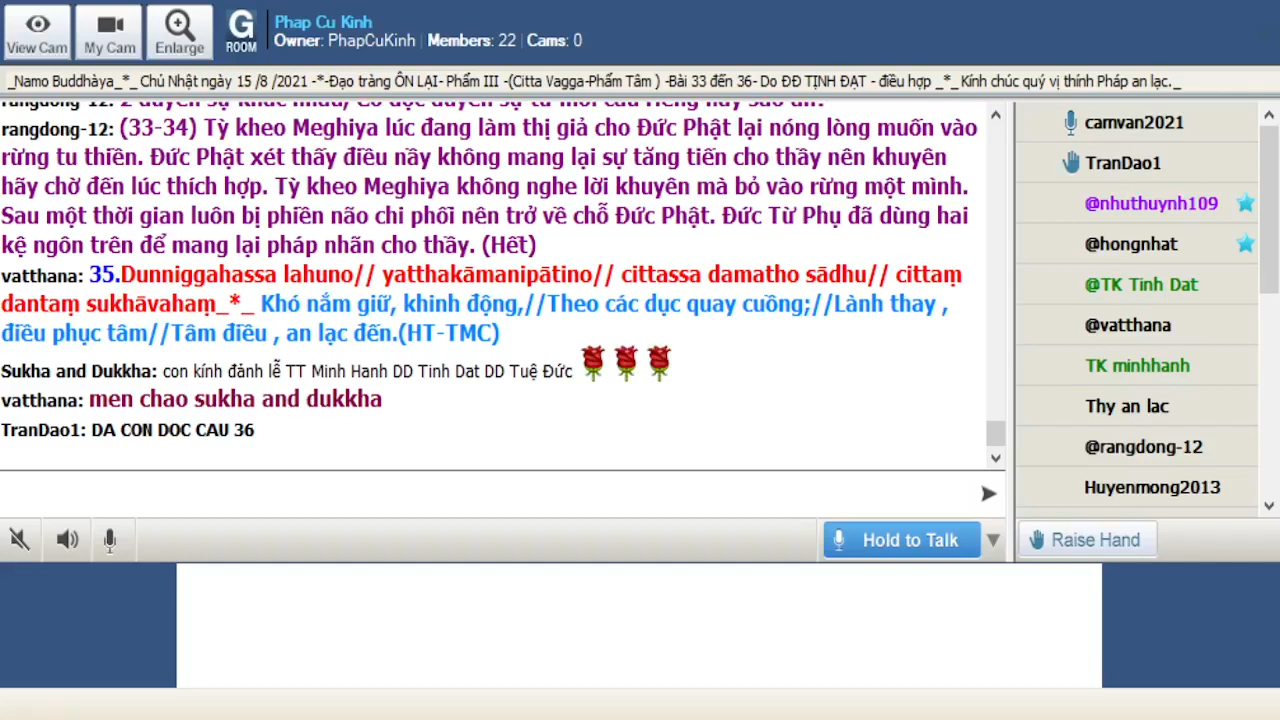 View Cam
My Cam
Enlarge
G
ROOM
Phap Cu Kinh
Owner: PhapCuKinh | Members: 22 | Cams: 0
_Namo Buddhàya_*_ Chủ Nhật ngày 15 /8 /2021 -*-Đạo tràng ÔN LẠI- Phẩm III -(Citta Vagga-Phẩm Tâm ) -Bài 33 đến 36- Do ĐĐ TỊNH ĐẠT - điều hợp _*_Kính chúc quý vị thính Pháp an lạc._
rangdong-12: (33-34) Tỳ kheo Meghiya lúc đang làm thị giả cho Đức Phật lại nóng lòng muốn vào
rừng tu thiền. Đức Phật xét thấy điều nầy không mang lại sự tăng tiến cho thầy nên khuyên
hãy chờ đến lúc thích hợp. Tỳ kheo Meghiya không nghe lời khuyên mà bỏ vào rừng một mình.
Sau một thời gian luôn bị phiền não chi phối nên trở về chỗ Đức Phật. Đức Từ Phụ đã dùng hai
kệ ngôn trên để mang lại pháp nhãn cho thầy. (Hết)
vatthana: 35.Dunniggahassa lahuno// yatthakāmanipātino// cittassa damatho sādhu// cittaṃ
dantaṃ sukhāvahaṃ_*_ Khó nắm giữ, khinh động,//Theo các dục quay cuồng;//Lành thay ,
điều phục tâm//Tâm điều , an lạc đến.(HT-TMC)
Sukha and Dukkha: con kính đảnh lễ TT Minh Hanh DD Tinh Dat DD Tuệ Đức
vatthana: men chao sukha and dukkha
TranDao1: DA CON DOC CAU 36
camvan2021
TranDao1
@nhuthuynh109
@hongnhat
@TK Tinh Dat
@vatthana
TK minhhanh
Thy an lac
@rangdong-12
Huyenmong2013
Hold to Talk
Raise Hand